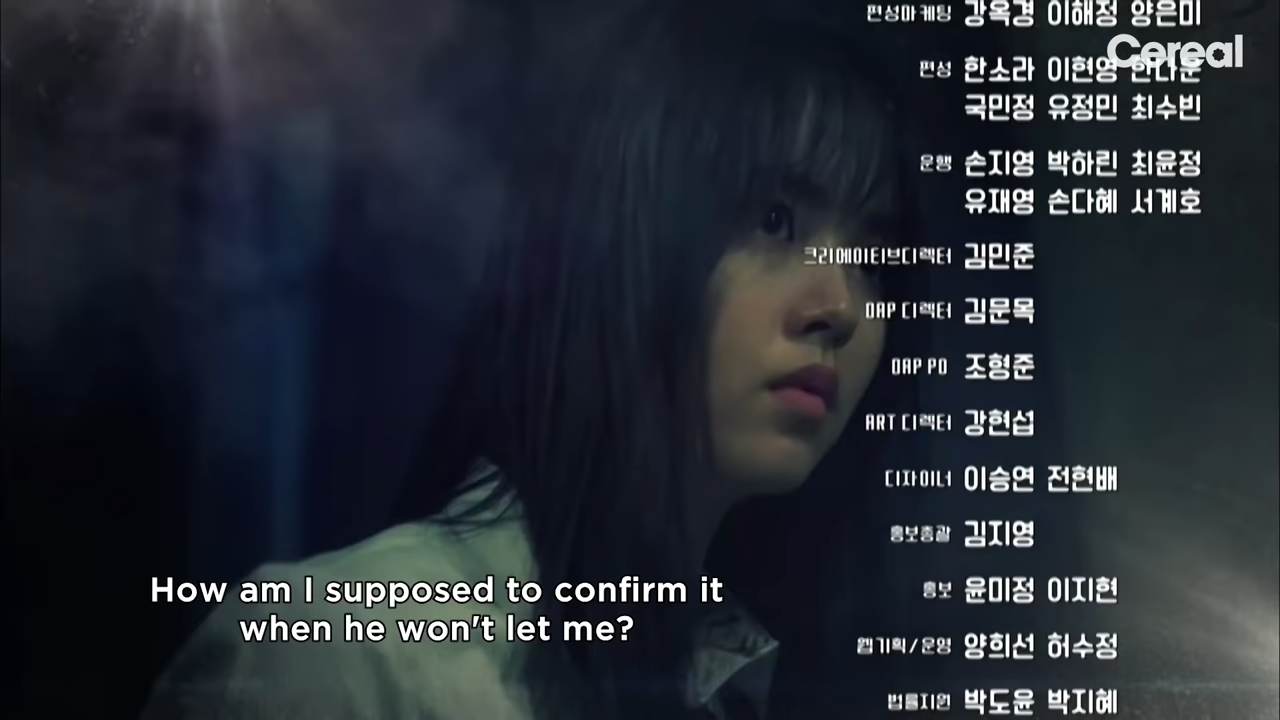 편성마케팅 강옥경 이해정 양은미
Cereal
편성 한소라 이현영 한다운
국민정 유정민 최수빈
운행 손지영 박하린 최윤정
유재영 손다혜 서계호
크리에이티브디렉터 김민준
OAP 디렉터 김문목
OAP PD 조형준
ART 디렉터 강현섭
디자이너 이승연 전현배
홍보총괄 김지영
홍보 윤미정 이지현
웹기획/운영 양희선 허수정
법률지원 박도윤 박지혜
How am I supposed to confirm it
when he won't let me?